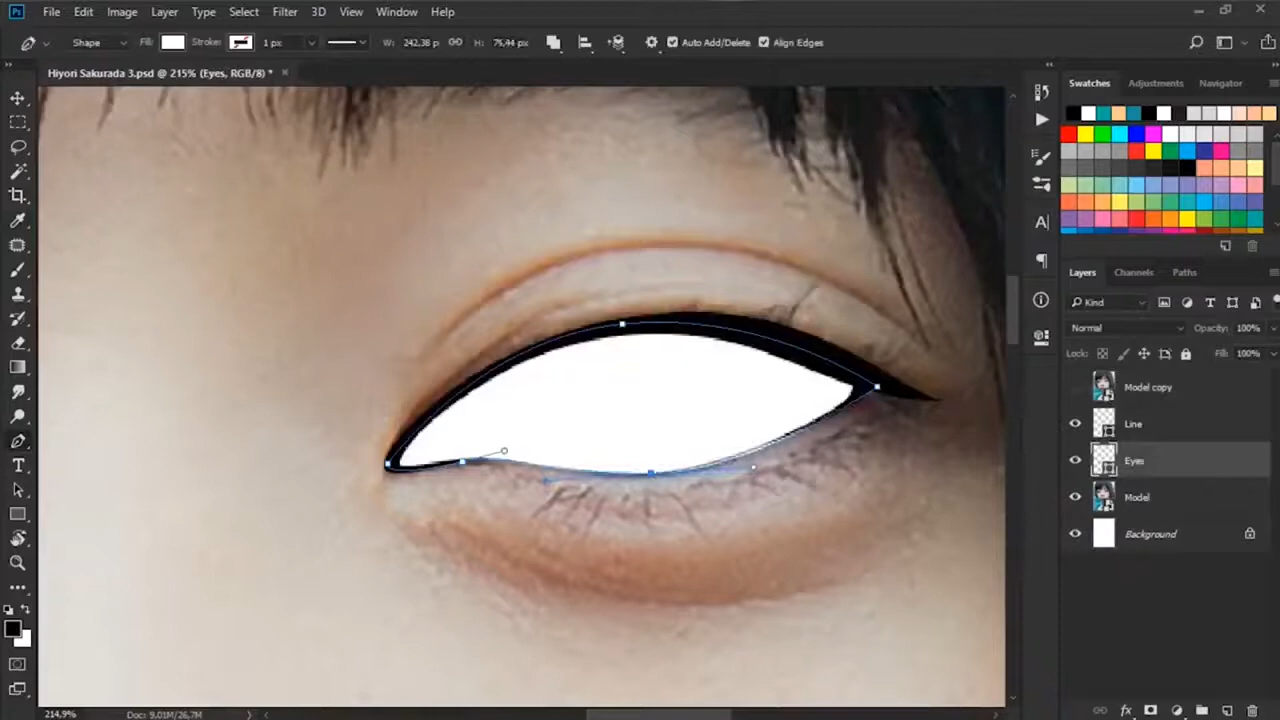 Ps File Edit Image Layer Type Select Filter 3D View Window Help
Shape Fill: Stroke: 1 px W: 242,38 p H: 75,44 px Auto Add/Delete Align Edges
Hiyori Sakurada 3.psd @ 215% (Eyes, RGB/8) *
Swatches Adjustments Navigator
Layers Channels Paths
Kind
Normal Opacity: 100%
Lock: Fill: 100%
Model copy
Line
Eyes
Model
Background
214,9% Doc: 9,01M/26,7M